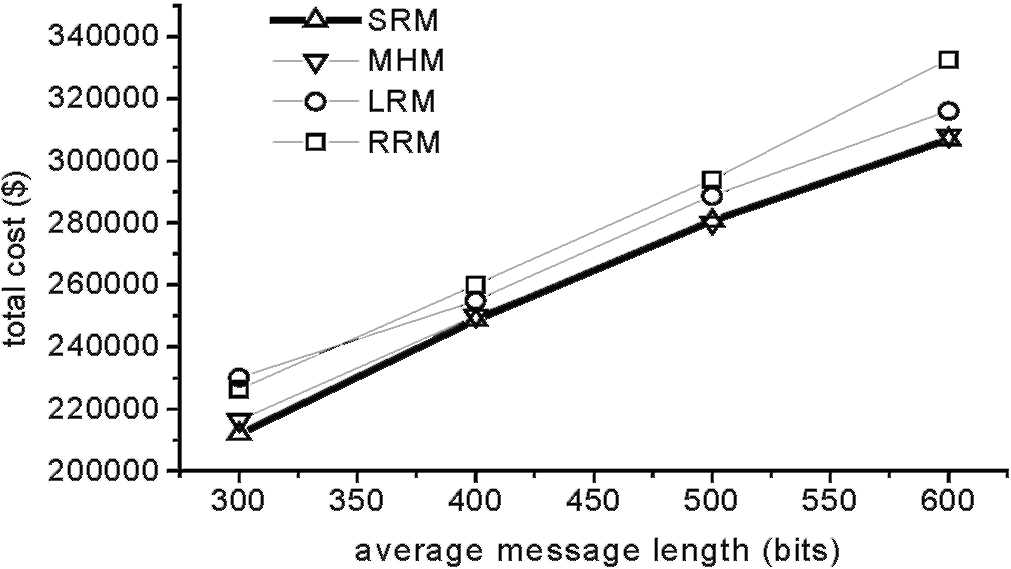 SRM
MHM
LRM
RRM
total cost ($)
340000
320000
300000
280000
260000
240000
220000
200000
300 350 400 450 500 550 600
average message length (bits)